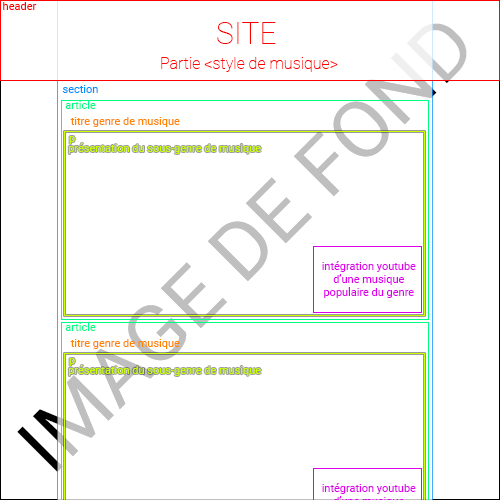 header
SITE
Partie <style de musique>
section
article
titre genre de musique
P
présentation du sous-genre de musique
intégration youtube
d'une musique
populaire du genre
article
titre genre de musique
P
présentation du sous-genre de musique
intégration youtube
d'une musique
IMAGE DE FOND